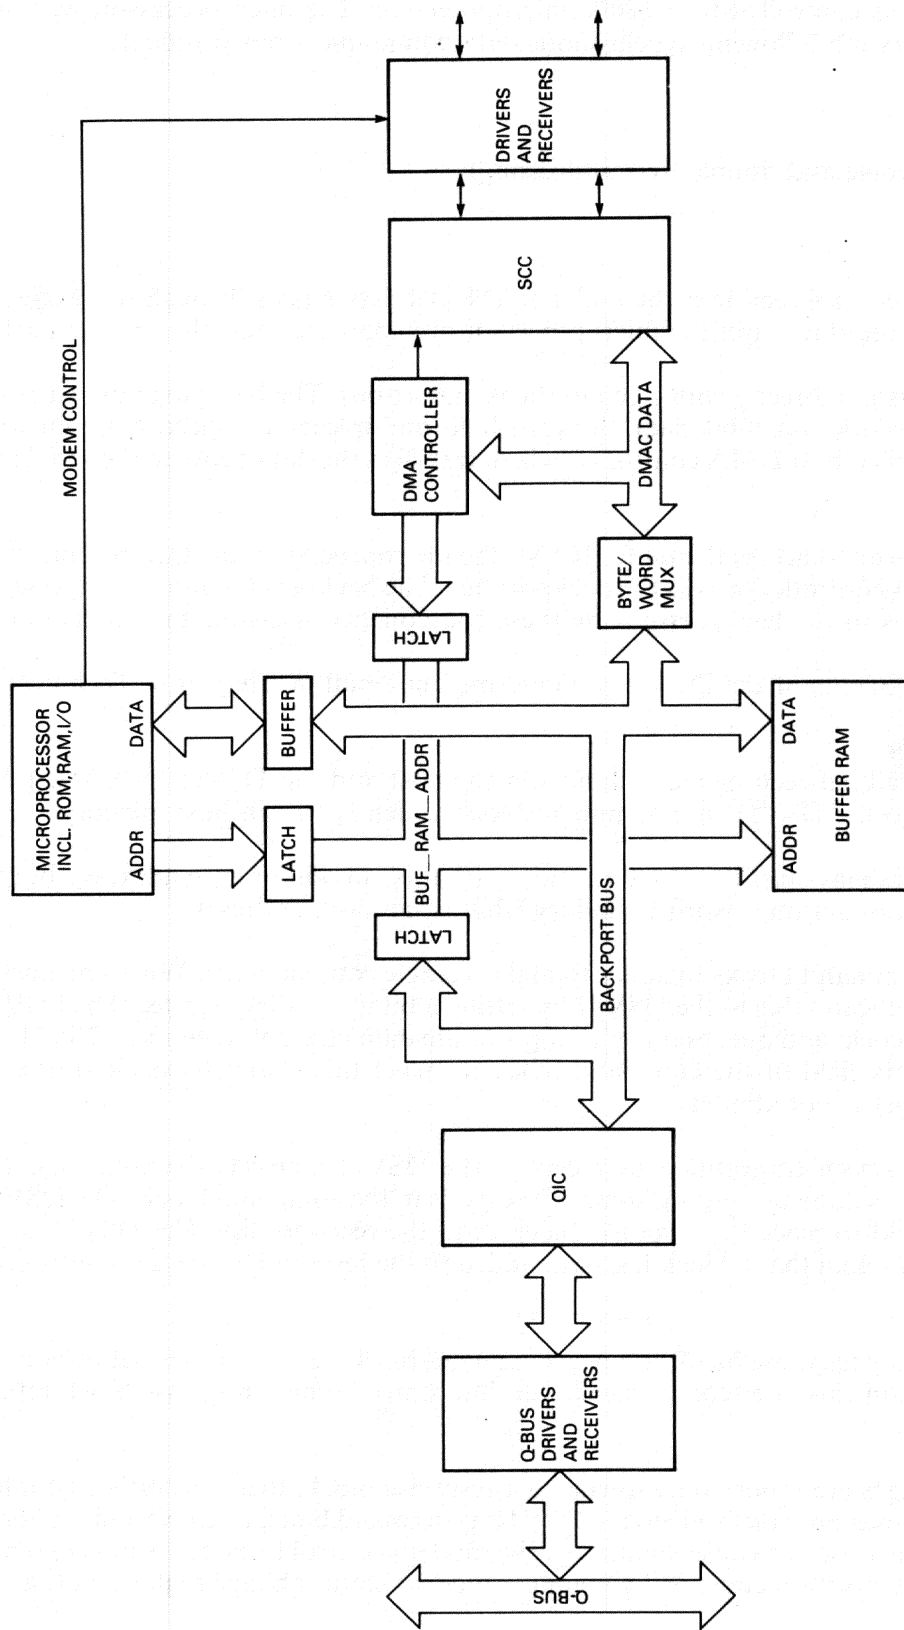 MICROPROCESSOR
INCL. ROM,RAM,I/O
ADDR
DATA
MODEM CONTROL
LATCH
BUFFER
Q-BUS
Q-BUS
DRIVERS
AND
RECEIVERS
QIC
LATCH
BUF_RAM_ADDR
LATCH
DMA
CONTROLLER
SCC
DRIVERS
AND
RECEIVERS
BACKPORT BUS
BYTE/
WORD
MUX
DMAC DATA
ADDR
DATA
BUFFER RAM